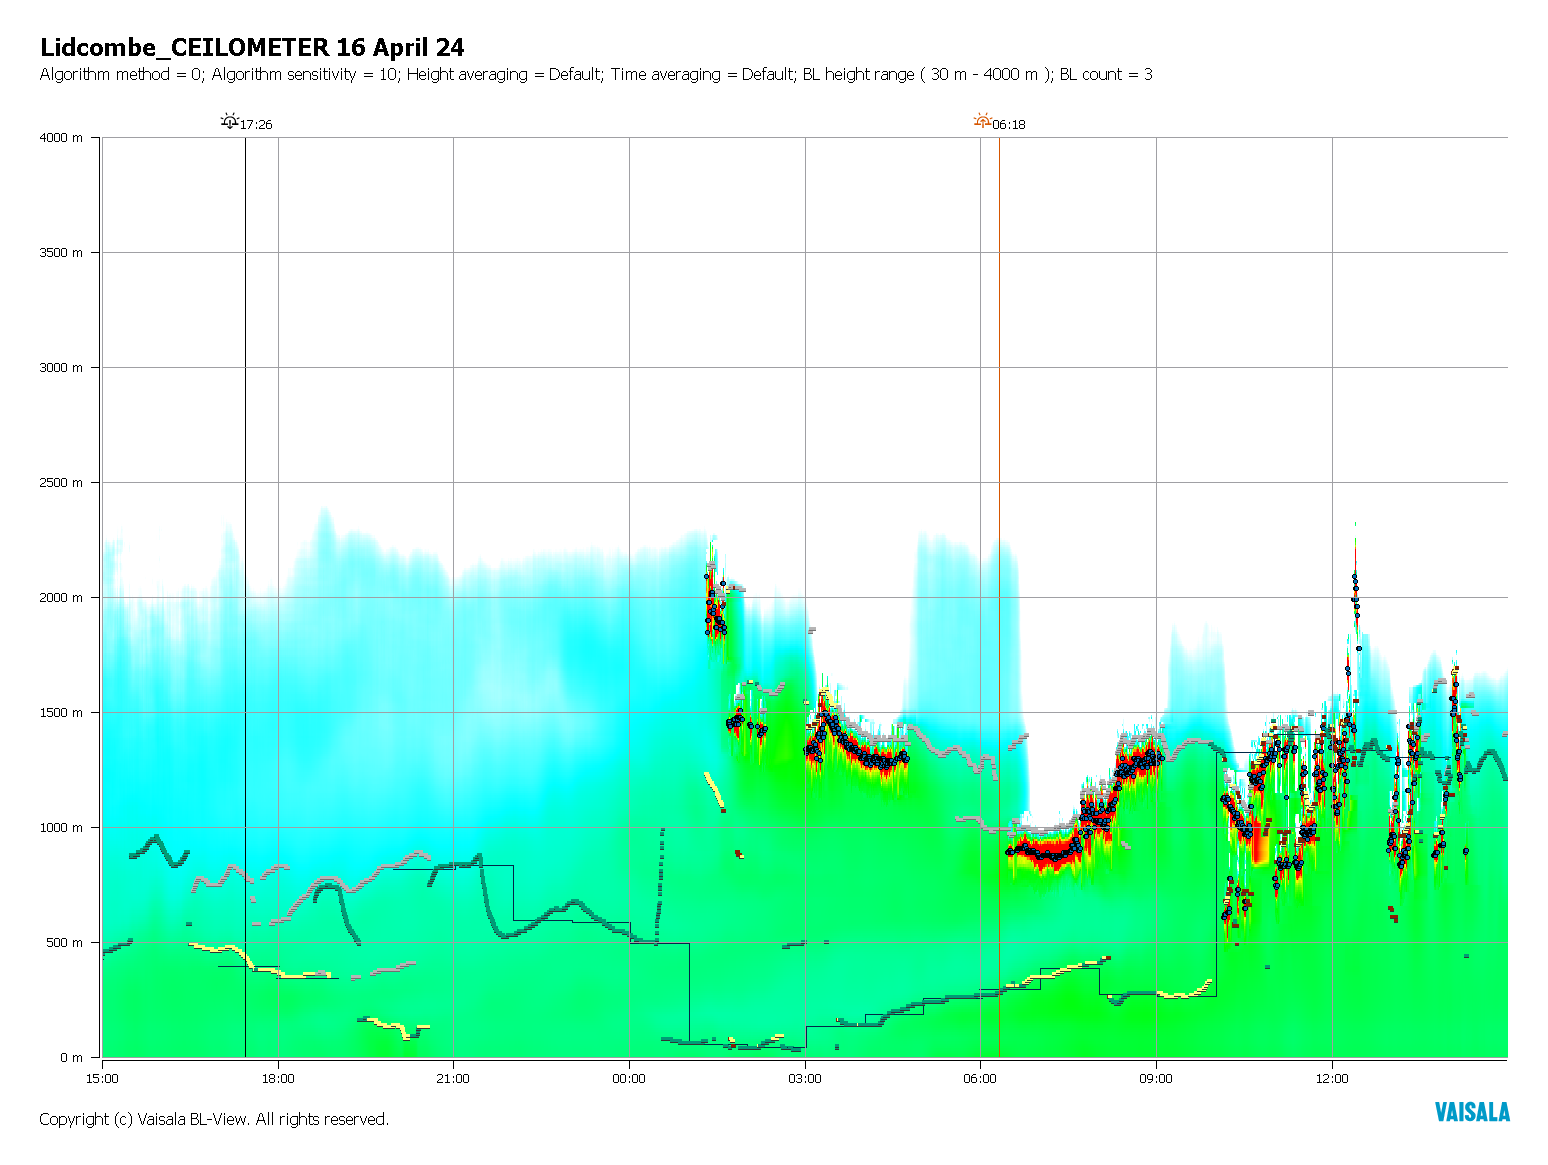 Lidcombe_CEILOMETER 16 April 24
Algorithm method = 0; Algorithm sensitivity = 10; Height averaging = Default; Time averaging = Default; BL height range ( 30 m - 4000 m ); BL count = 3
17:26
06:18
4000 m
3500 m
3000 m
2500 m
2000 m
1500 m
1000 m
500 m
0 m
15:00
18:00
21:00
00:00
03:00
06:00
09:00
12:00
Copyright (c) Vaisala BL-View. All rights reserved.
VAISALA